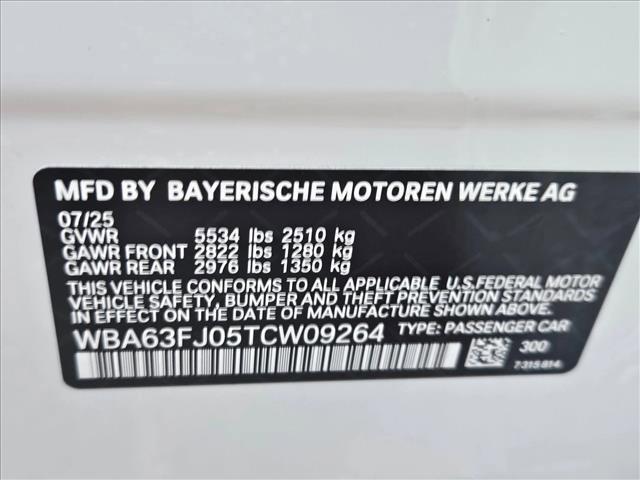 MFD BY BAYERISCHE MOTOREN WERKE AG
07/25
GVWR 5534 lbs 2510 kg
GAWR FRONT 2822 lbs 1280 kg
GAWR REAR 2976 lbs 1350 kg
THIS VEHICLE CONFORMS TO ALL APPLICABLE U.S.FEDERAL MOTOR
VEHICLE SAFETY, BUMPER AND THEFT PREVENTION STANDARDS
IN EFFECT ON THE DATE OF MANUFACTURE SHOWN ABOVE.
WBA63FJ05TCW09264 TYPE: PASSENGER CAR
300
7315814